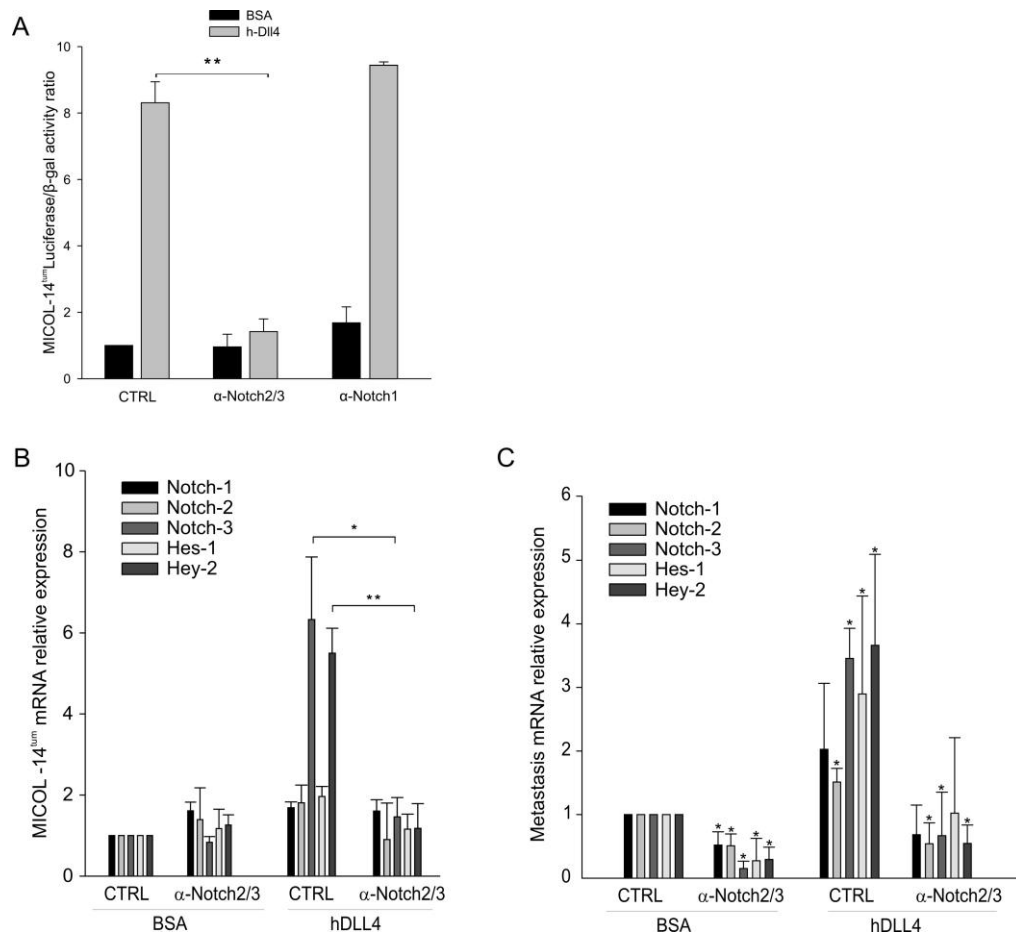 A
BSA
h-Dll4
MICOL-14ᵗᵘᵐLuciferase/β-gal activity ratio
10
8
6
4
2
0
**
CTRL
α-Notch2/3
α-Notch1
B
MICOL -14ᵗᵘᵐ mRNA relative expression
10
8
6
4
2
0
Notch-1
Notch-2
Notch-3
Hes-1
Hey-2
*
**
CTRL
α-Notch2/3
CTRL
α-Notch2/3
BSA
hDLL4
C
Metastasis mRNA relative expression
6
5
4
3
2
1
0
Notch-1
Notch-2
Notch-3
Hes-1
Hey-2
* * * * *
* * * *
* * *
CTRL
α-Notch2/3
CTRL
α-Notch2/3
BSA
hDLL4